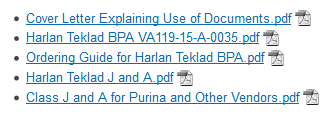 Cover Letter Explaining Use of Documents.pdf
Harlan Teklad BPA VA119-15-A-0035.pdf
Ordering Guide for Harlan Teklad BPA.pdf
Harlan Teklad J and A.pdf
Class J and A for Purina and Other Vendors.pdf